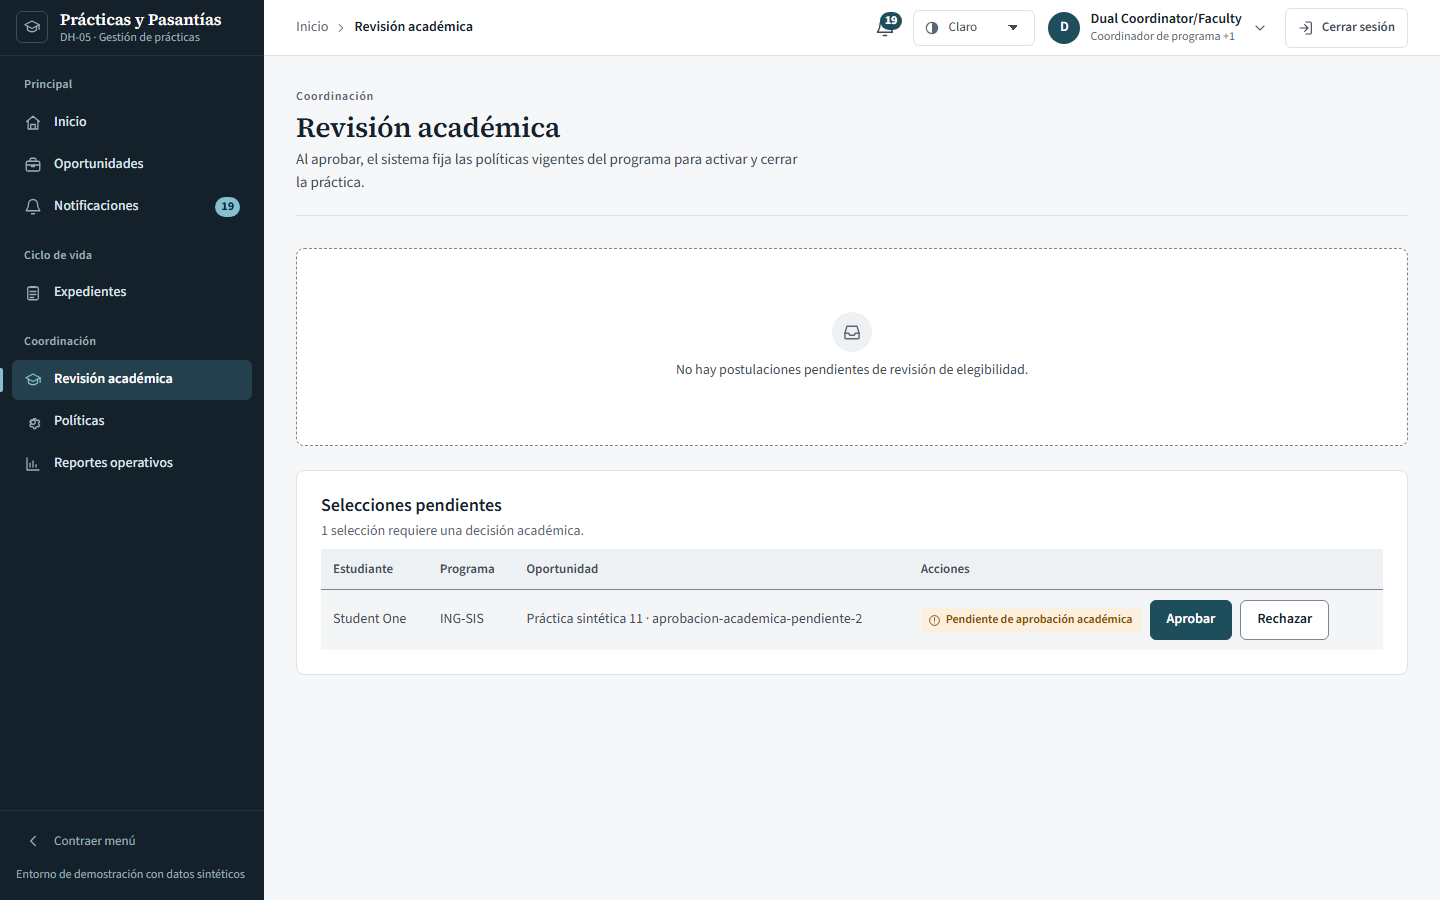 Prácticas y Pasantías
DH-05 · Gestión de prácticas
Principal
Inicio
Oportunidades
Notificaciones 19
Ciclo de vida
Expedientes
Coordinación
Revisión académica
Políticas
Reportes operativos
Contraer menú
Entorno de demostración con datos sintéticos
Inicio Revisión académica
19
Claro
D
Dual Coordinator/Faculty
Coordinador de programa +1
Cerrar sesión
Coordinación
Revisión académica
Al aprobar, el sistema fija las políticas vigentes del programa para activar y cerrar
la práctica.
No hay postulaciones pendientes de revisión de elegibilidad.
Selecciones pendientes
1 selección requiere una decisión académica.
Estudiante Programa Oportunidad Acciones
Student One ING-SIS Práctica sintética 11 · aprobacion-academica-pendiente-2 Pendiente de aprobación académica Aprobar Rechazar